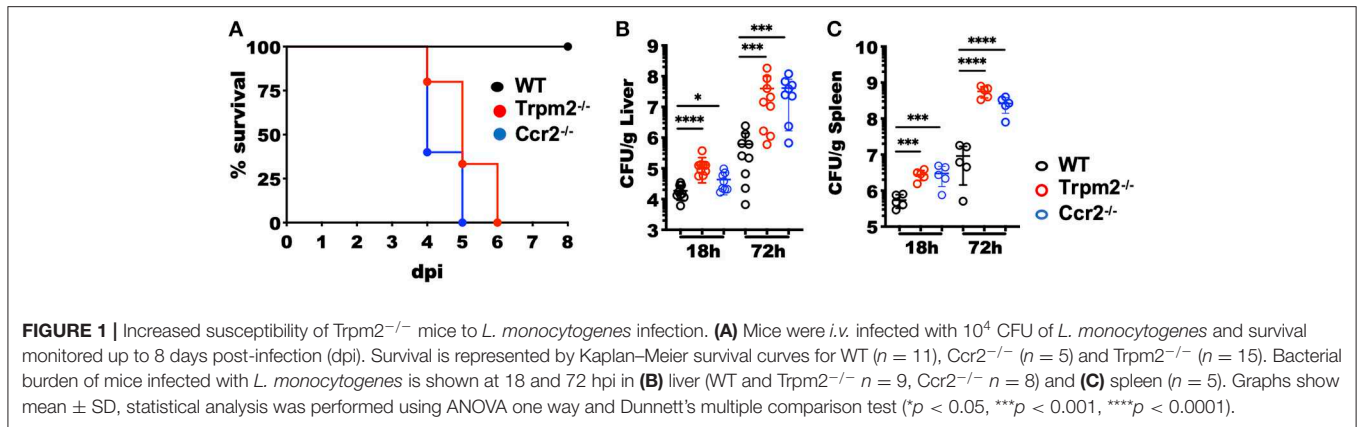 A
% survival
100
75
50
25
0
0 1 2 3 4 5 6 7 8
dpi
WT
Trpm2-/-
Ccr2-/-
B
CFU/g Liver
9
8
7
6
5
4
3
*
****
***
***
18h 72h
C
CFU/g Spleen
10
9
8
7
6
5
***
***
****
****
18h 72h
WT
Trpm2-/-
Ccr2-/-
FIGURE 1 | Increased susceptibility of Trpm2−/− mice to L. monocytogenes infection. (A) Mice were i.v. infected with 10⁴ CFU of L. monocytogenes and survival
monitored up to 8 days post-infection (dpi). Survival is represented by Kaplan–Meier survival curves for WT (n = 11), Ccr2−/− (n = 5) and Trpm2−/− (n = 15). Bacterial
burden of mice infected with L. monocytogenes is shown at 18 and 72 hpi in (B) liver (WT and Trpm2−/− n = 9, Ccr2−/− n = 8) and (C) spleen (n = 5). Graphs show
mean ± SD, statistical analysis was performed using ANOVA one way and Dunnett's multiple comparison test (*p < 0.05, ***p < 0.001, ****p < 0.0001).